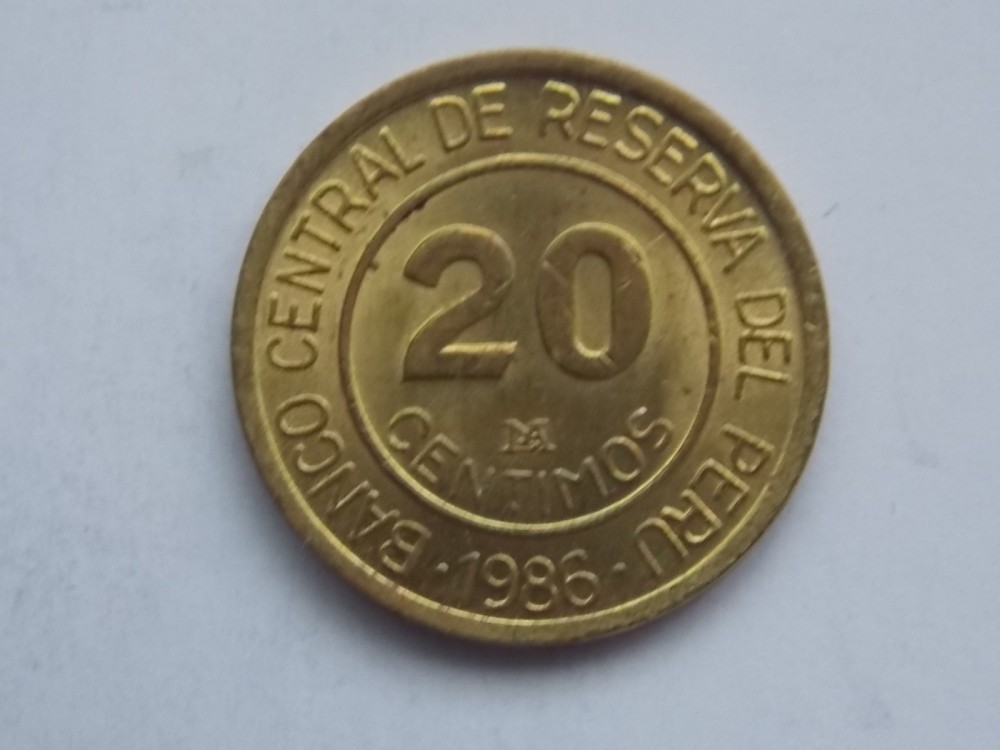 BANCO CENTRAL DE RESERVA DEL PERU
20
CENTIMOS
· 1986 ·